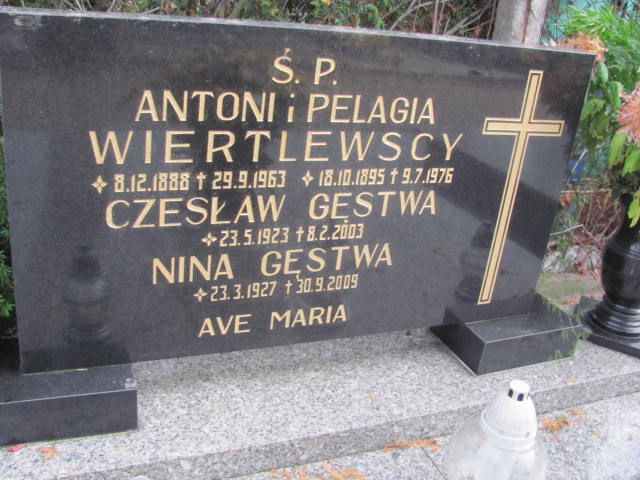 Ś. P.
ANTONI i PELAGIA
WIERTLEWSCY
8.12.1888 ✝ 29.9.1963 ✧ 18.10.1895 ✝ 9.7.1976
CZESŁAW GĘSTWA
✧ 23.5.1923 ✝ 8.2.2003
NINA GĘSTWA
✧ 23.3.1927 ✝ 30.9.2009
AVE MARIA